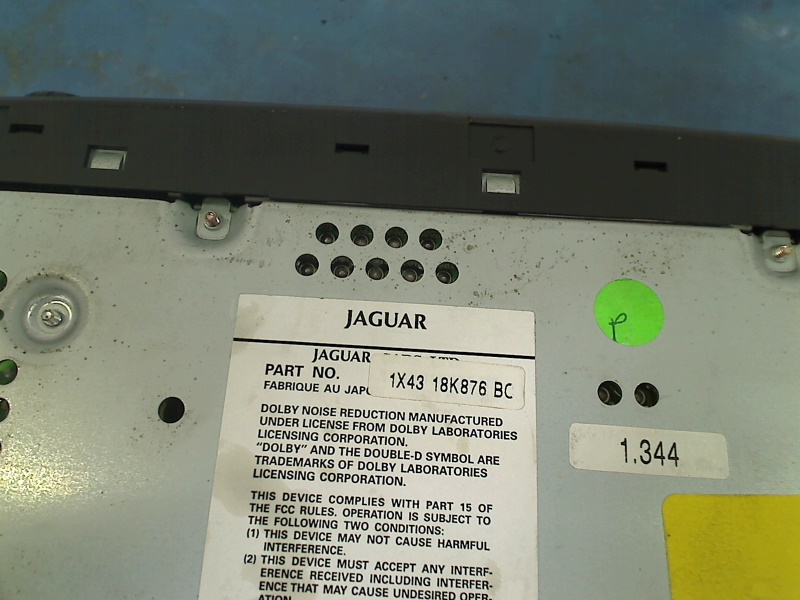 JAGUAR
JAGUAR
PART NO. 1X43 18K876 BC
FABRIQUE AU JAPO
DOLBY NOISE REDUCTION MANUFACTURED
UNDER LICENSE FROM DOLBY LABORATORIES
LICENSING CORPORATION.
"DOLBY" AND THE DOUBLE-D SYMBOL ARE
TRADEMARKS OF DOLBY LABORATORIES
LICENSING CORPORATION.
THIS DEVICE COMPLIES WITH PART 15 OF
THE FCC RULES. OPERATION IS SUBJECT TO
THE FOLLOWING TWO CONDITIONS:
(1) THIS DEVICE MAY NOT CAUSE HARMFUL
INTERFERENCE.
(2) THIS DEVICE MUST ACCEPT ANY INTERF-
ERENCE RECEIVED INCLUDING INTERFER-
ENCE THAT MAY CAUSE UNDESIRED OPER-
ATION.
1.344